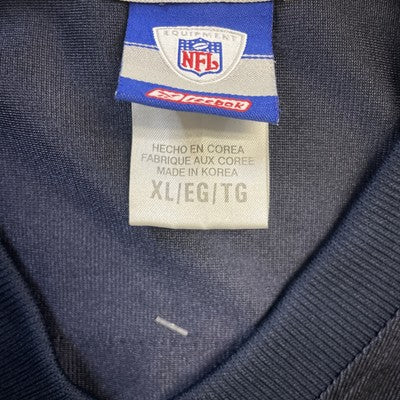 EQUIPMENT
NFL
Reebok
HECHO EN COREA
FABRIQUE AUX COREE
MADE IN KOREA
XL/EG/TG